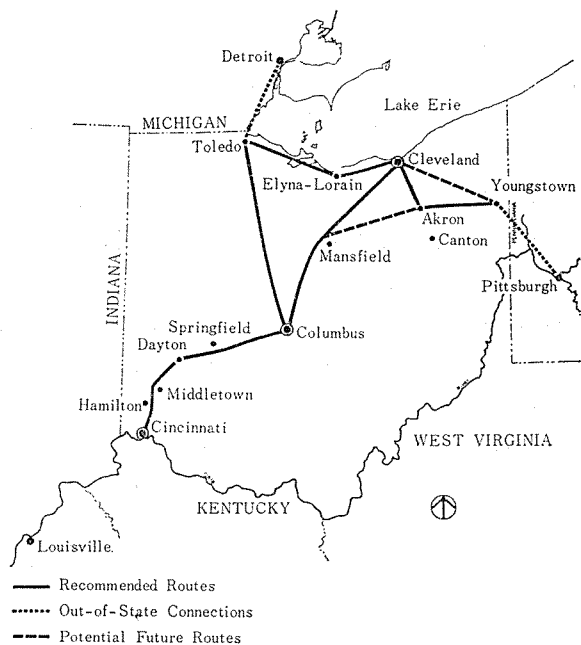 Detroit
Lake Erie
MICHIGAN
Toledo
Cleveland
Elyna-Lorain
Youngstown
Akron
Canton
Mansfield
Pittsburgh
INDIANA
Springfield
Columbus
Dayton
Middletown
Hamilton
Cincinnati
WEST VIRGINIA
KENTUCKY
Louisville.
Recommended Routes
Out-of-State Connections
Potential Future Routes